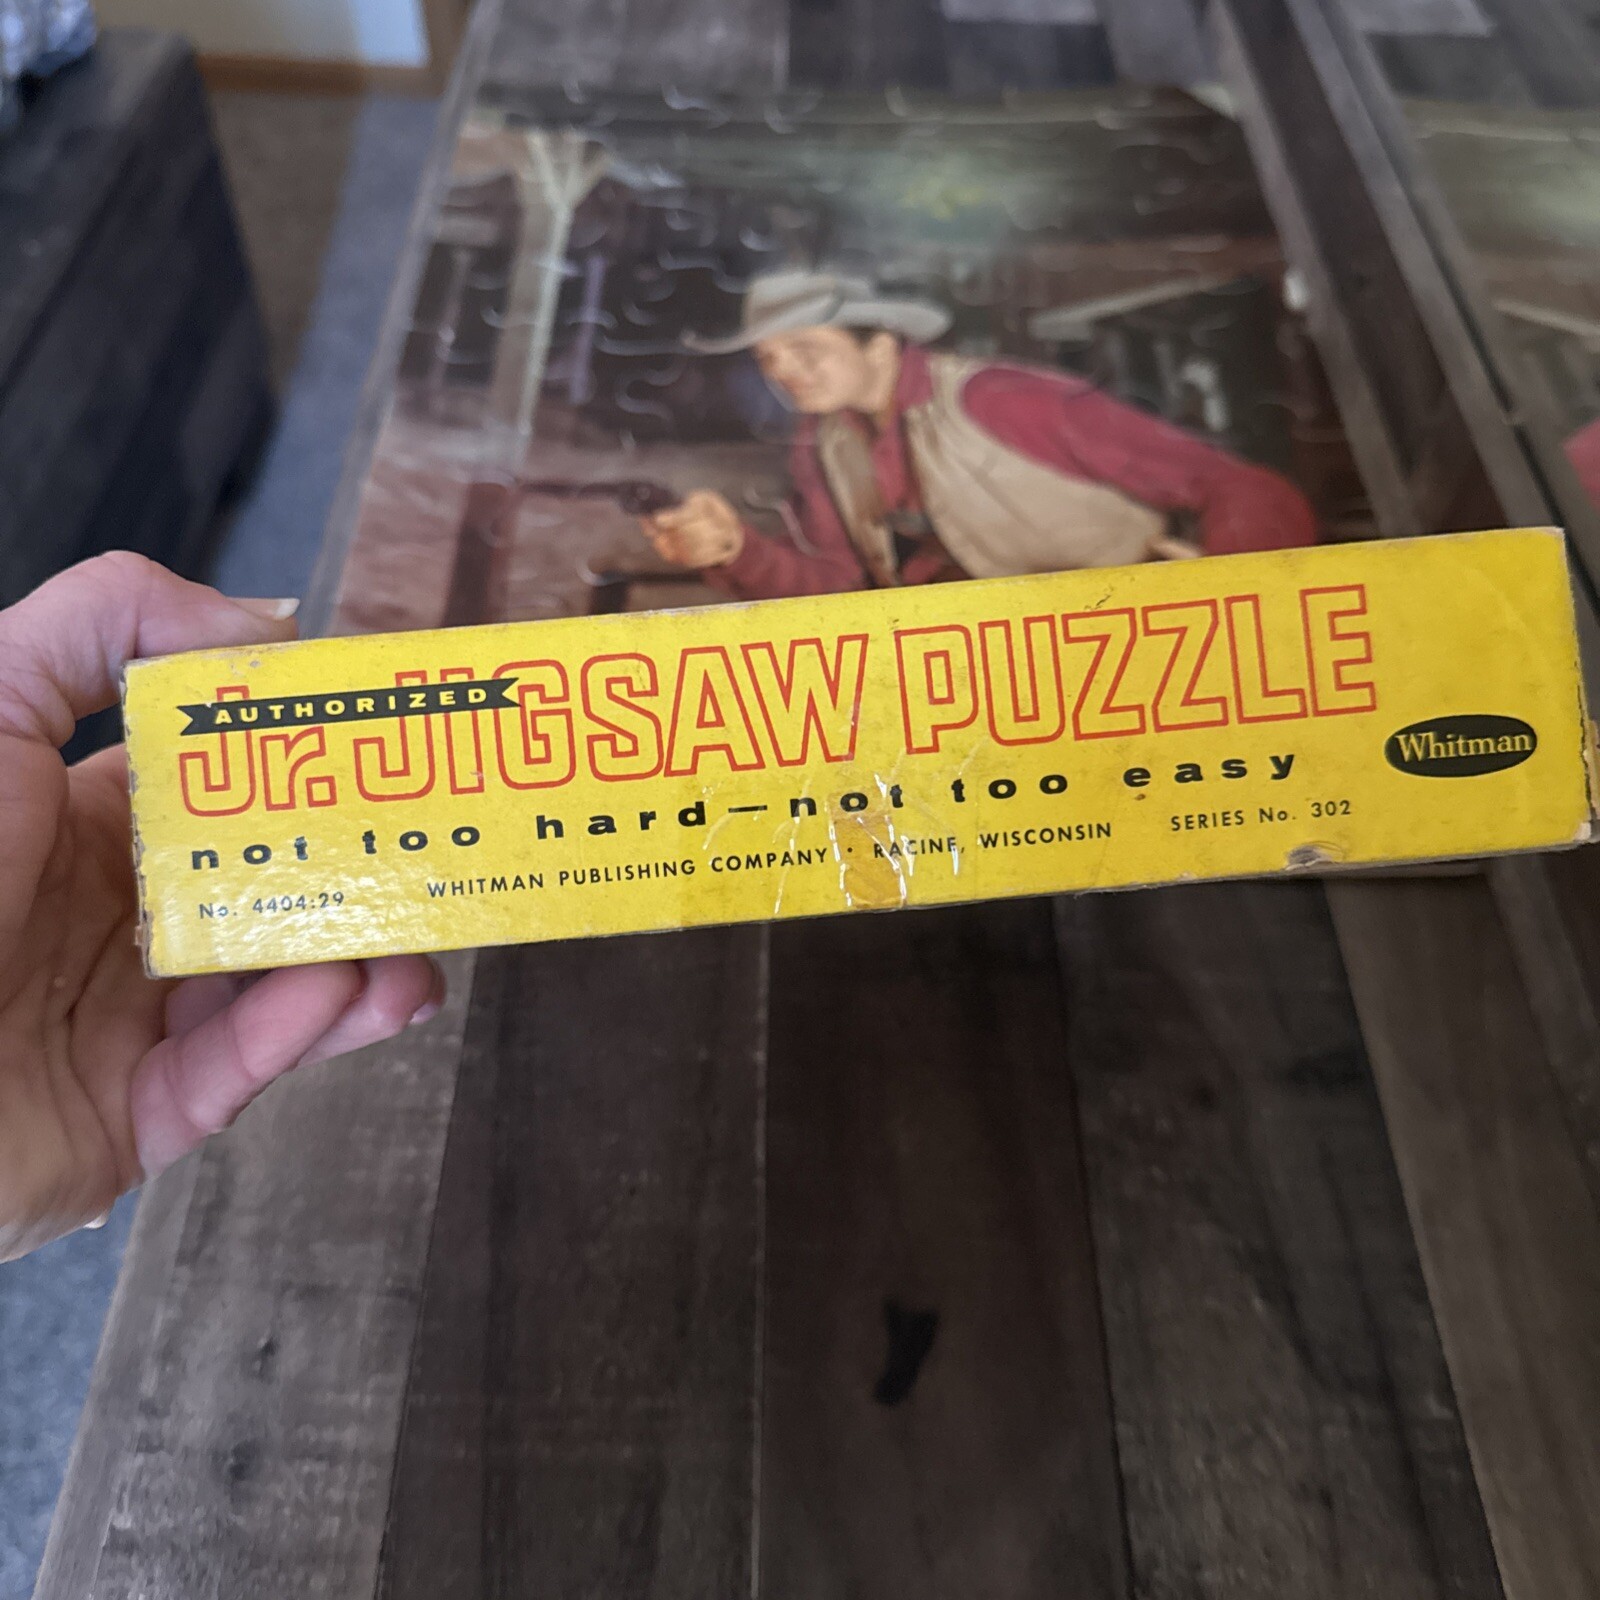 AUTHORIZED
Jr. JIGSAW PUZZLE
not too hard—not too easy
Whitman
No. 4404:29 WHITMAN PUBLISHING COMPANY · RACINE, WISCONSIN SERIES No. 302